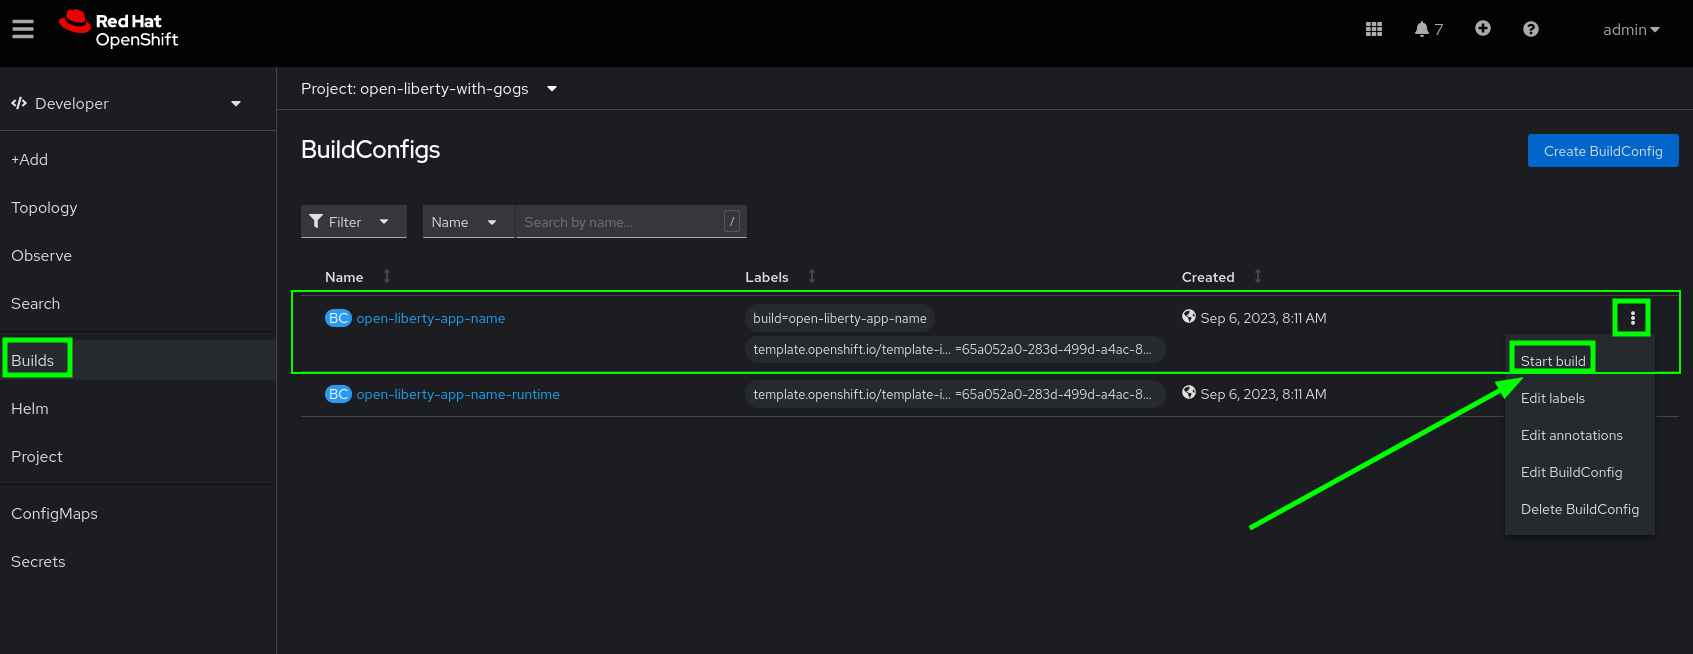 Red Hat
OpenShift
7
admin
Developer
Project: open-liberty-with-gogs
+Add
Topology
Observe
Search
Builds
Helm
Project
ConfigMaps
Secrets
BuildConfigs
Create BuildConfig
Filter
Name
Search by name...
/
Name Labels Created
BC open-liberty-app-name build=open-liberty-app-name Sep 6, 2023, 8:11 AM
template.openshift.io/template-i... =65a052a0-283d-499d-a4ac-8...
BC open-liberty-app-name-runtime template.openshift.io/template-i... =65a052a0-283d-499d-a4ac-8... Sep 6, 2023, 8:11 AM
Start build
Edit labels
Edit annotations
Edit BuildConfig
Delete BuildConfig